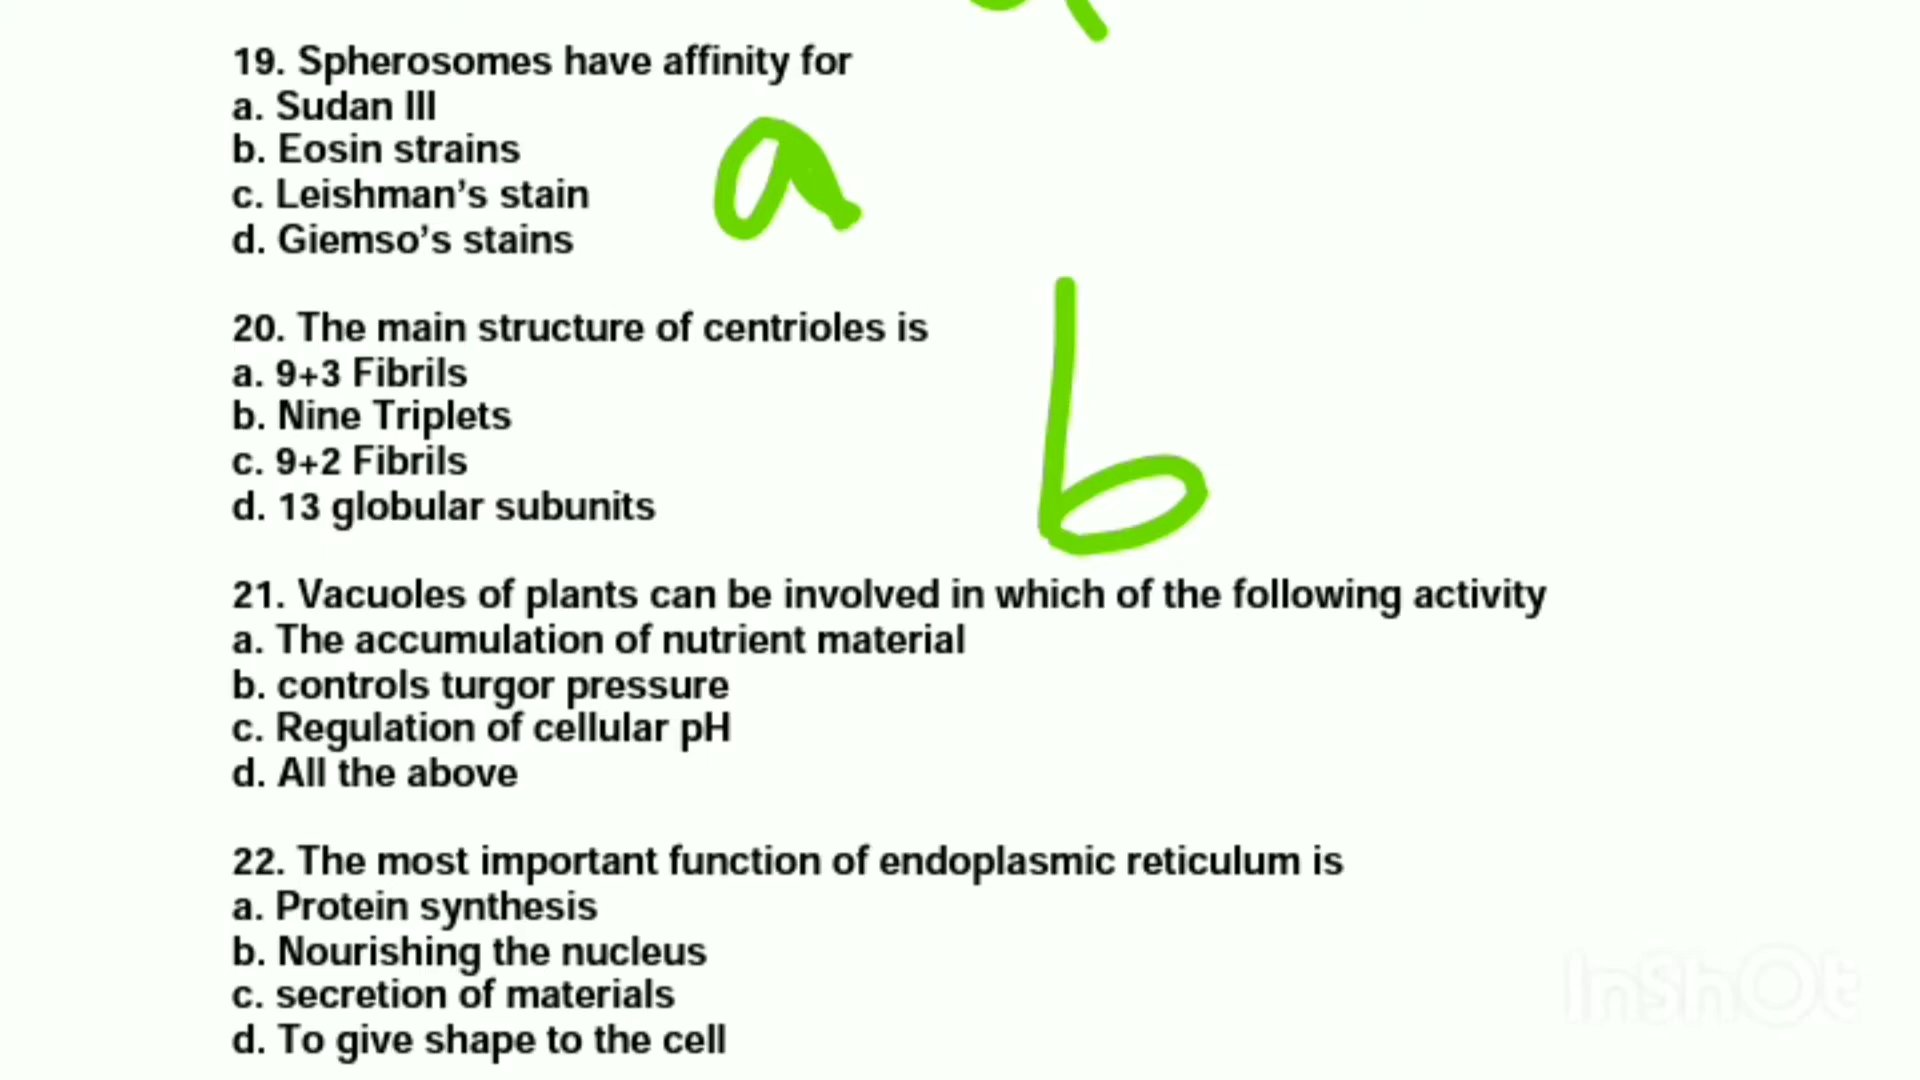 19. Spherosomes have affinity for
a. Sudan III
b. Eosin strains
c. Leishman's stain
d. Giemso's stains
a
20. The main structure of centrioles is
a. 9+3 Fibrils
b. Nine Triplets
c. 9+2 Fibrils
d. 13 globular subunits
b
21. Vacuoles of plants can be involved in which of the following activity
a. The accumulation of nutrient material
b. controls turgor pressure
c. Regulation of cellular pH
d. All the above
22. The most important function of endoplasmic reticulum is
a. Protein synthesis
b. Nourishing the nucleus
c. secretion of materials
d. To give shape to the cell
InShOt